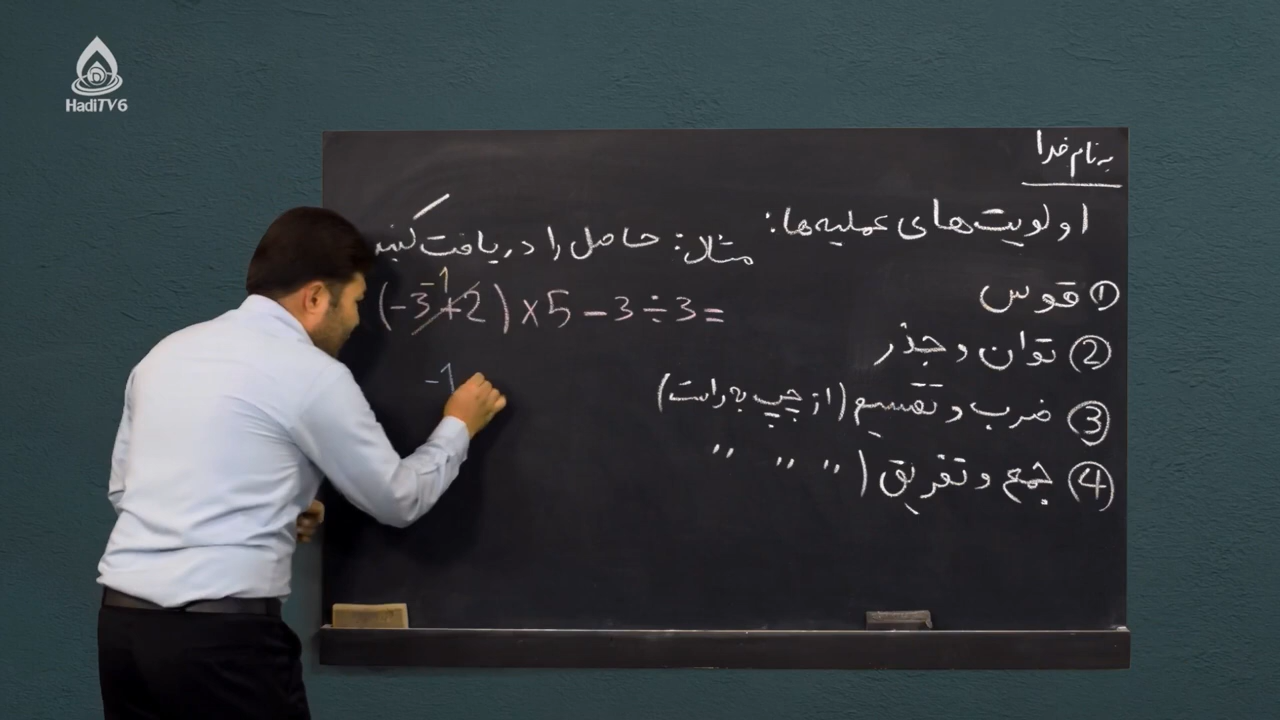 HadiTV6
به نام خدا
اولویت‌های عملیه‌ها:
① قوس
② توان و جذر
③ ضرب و تقسیم (از چپ به راست)
④ جمع و تفریق ( " " "
مثال: حاصل را دریافت کنید
-1
(-3+2)×5-3÷3=
-1